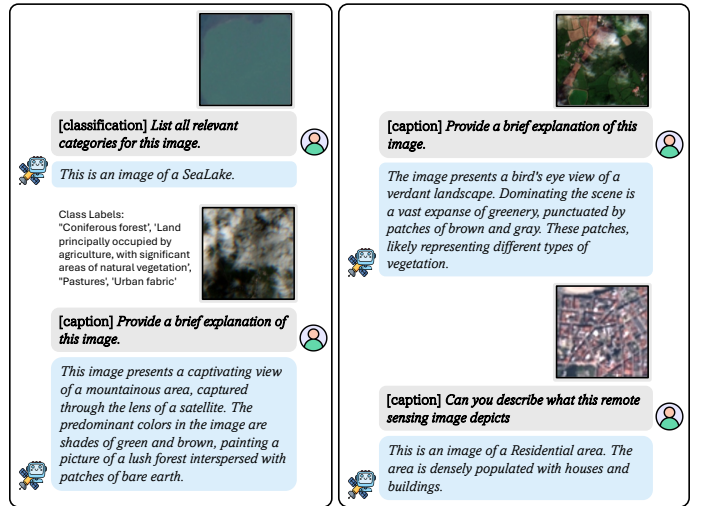 [classification] List all relevant
categories for this image.
This is an image of a SeaLake.
Class Labels:
"Coniferous forest', 'Land
principally occupied by
agriculture, with significant
areas of natural vegetation',
"Pastures', 'Urban fabric'
[caption] Provide a brief explanation of
this image.
This image presents a captivating view
of a mountainous area, captured
through the lens of a satellite. The
predominant colors in the image are
shades of green and brown, painting a
picture of a lush forest interspersed with
patches of bare earth.
[caption] Provide a brief explanation of this
image.
The image presents a bird's eye view of a
verdant landscape. Dominating the scene is
a vast expanse of greenery, punctuated by
patches of brown and gray. These patches,
likely representing different types of
vegetation.
[caption] Can you describe what this remote
sensing image depicts
This is an image of a Residential area. The
area is densely populated with houses and
buildings.